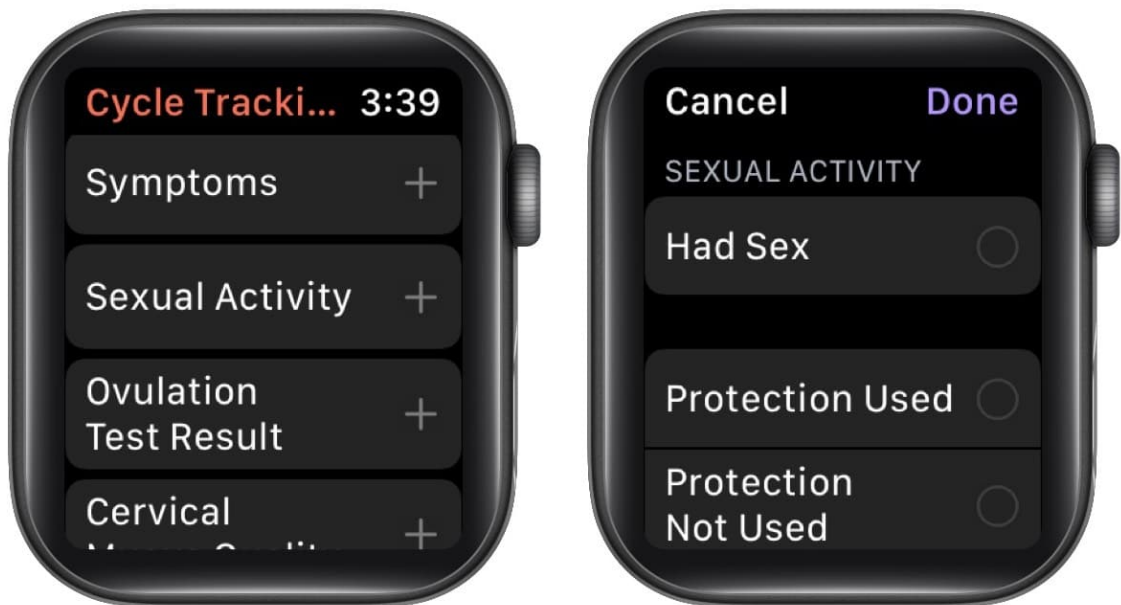 Cycle Tracki... 3:39
Symptoms
Sexual Activity
Ovulation
Test Result
Cervical
Cancel Done
SEXUAL ACTIVITY
Had Sex
Protection Used
Protection
Not Used